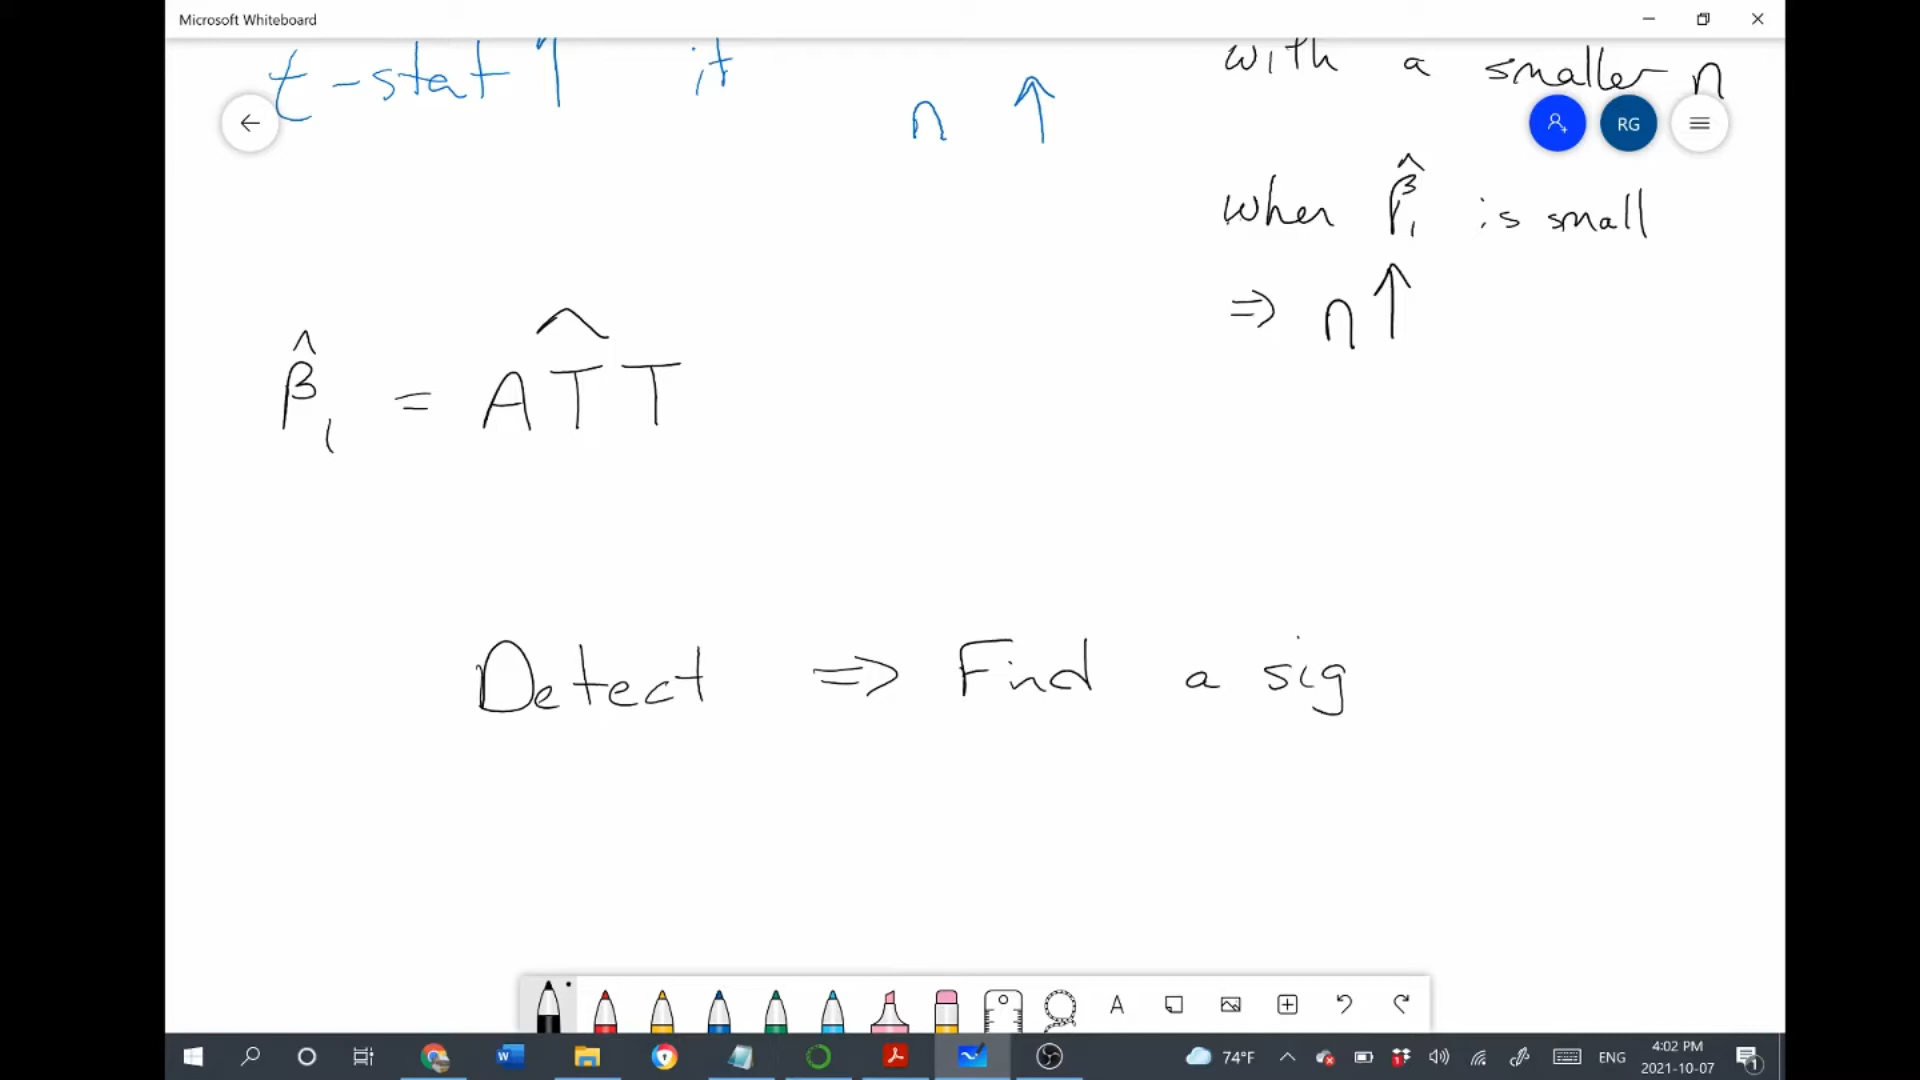 Microsoft Whiteboard
t-stat ↑ if n ↑
with a smaller n
RG
when β̂₁ is small
⇒ n ↑
β̂₁ = ATT̂
Detect ⇒ Find a sig
A
74°F
ENG
4:02 PM
2021-10-07
1